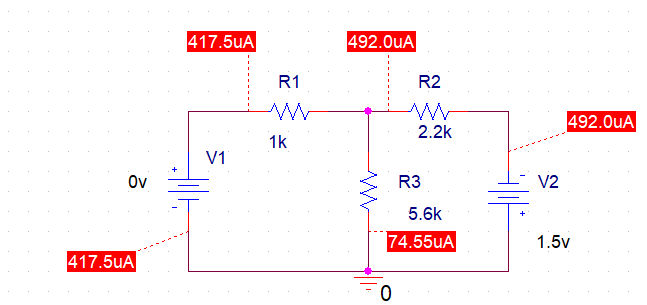 417.5uA
492.0uA
R1
R2
1k
2.2k
492.0uA
+
V1
0v
-
R3
5.6k
-
V2
+
1.5v
417.5uA
74.55uA
0